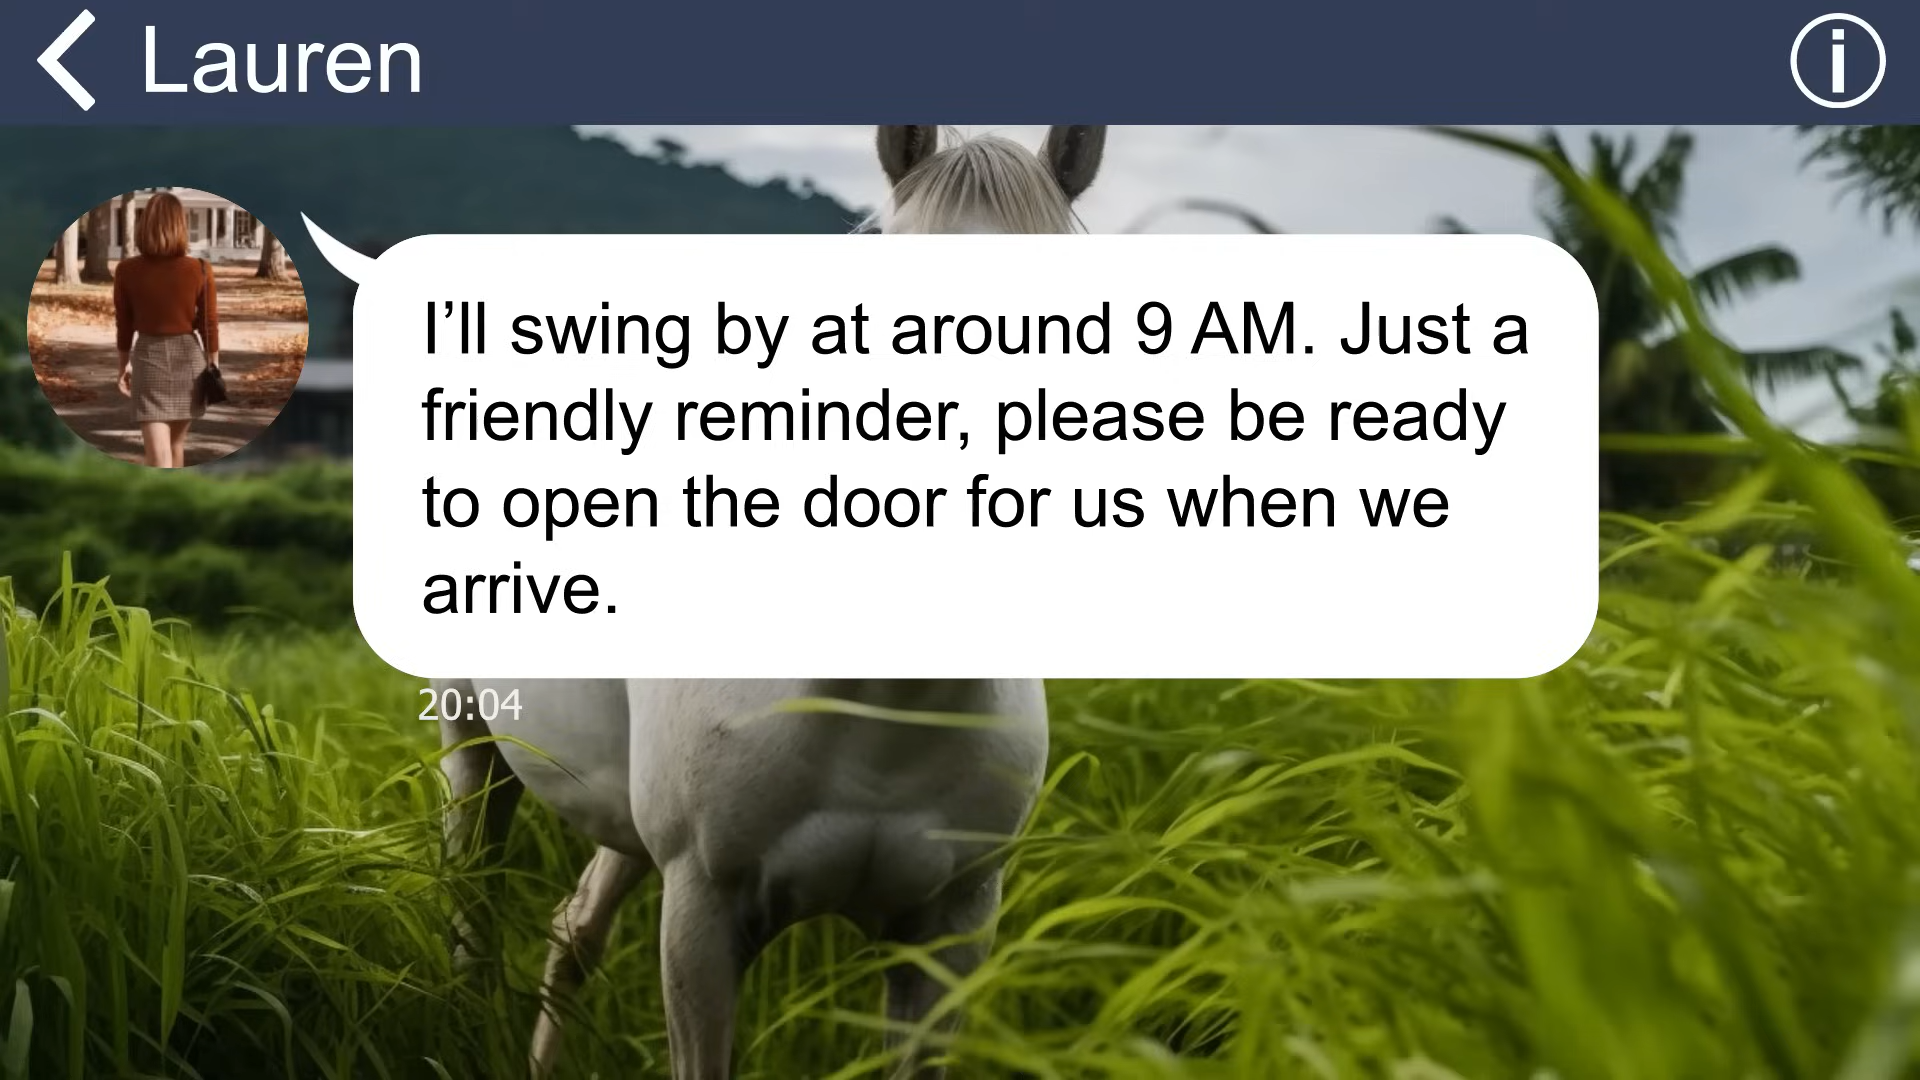 Lauren
I’ll swing by at around 9 AM. Just a
friendly reminder, please be ready
to open the door for us when we
arrive.
20:04